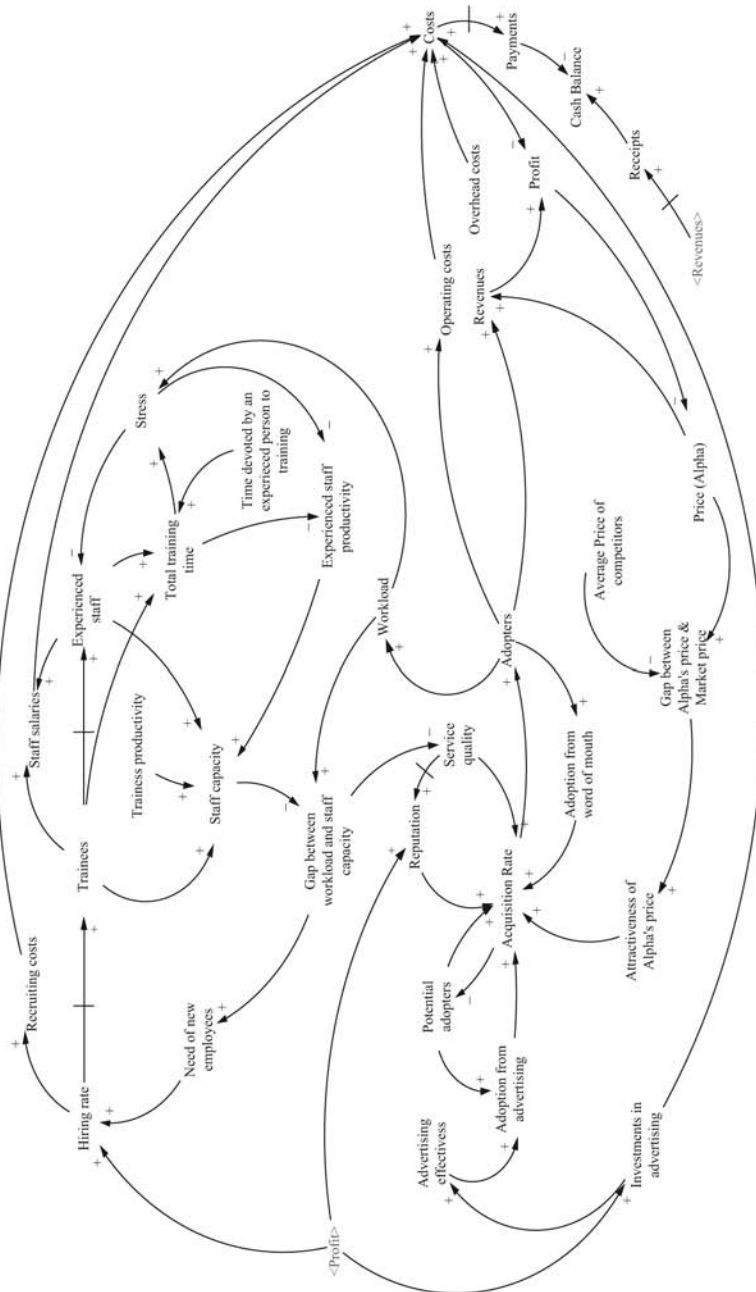 Costs
Payments
Cash Balance
Receipts
<Revenues>
Profit
Overhead costs
Operating costs
Revenues
Stress
Time devoted by an
experieced person to
training
Total training
time
Experienced staff
productivity
Experienced
staff
Staff salaries
Trainess productivity
Staff capacity
Trainees
Recruiting costs
Hiring rate
Need of new
employees
Gap between
workload and staff
capacity
Workload
Service
quality
Reputation
Adopters
Adoption from
word of mouth
Acquisition Rate
Potential
adopters
Adoption from
advertising
Advertising
effectivess
<Profit>
Investments in
advertising
Attractiveness of
Alpha's price
Gap between
Alpha's price &
Market price
Average Price of
competitors
Price (Alpha)